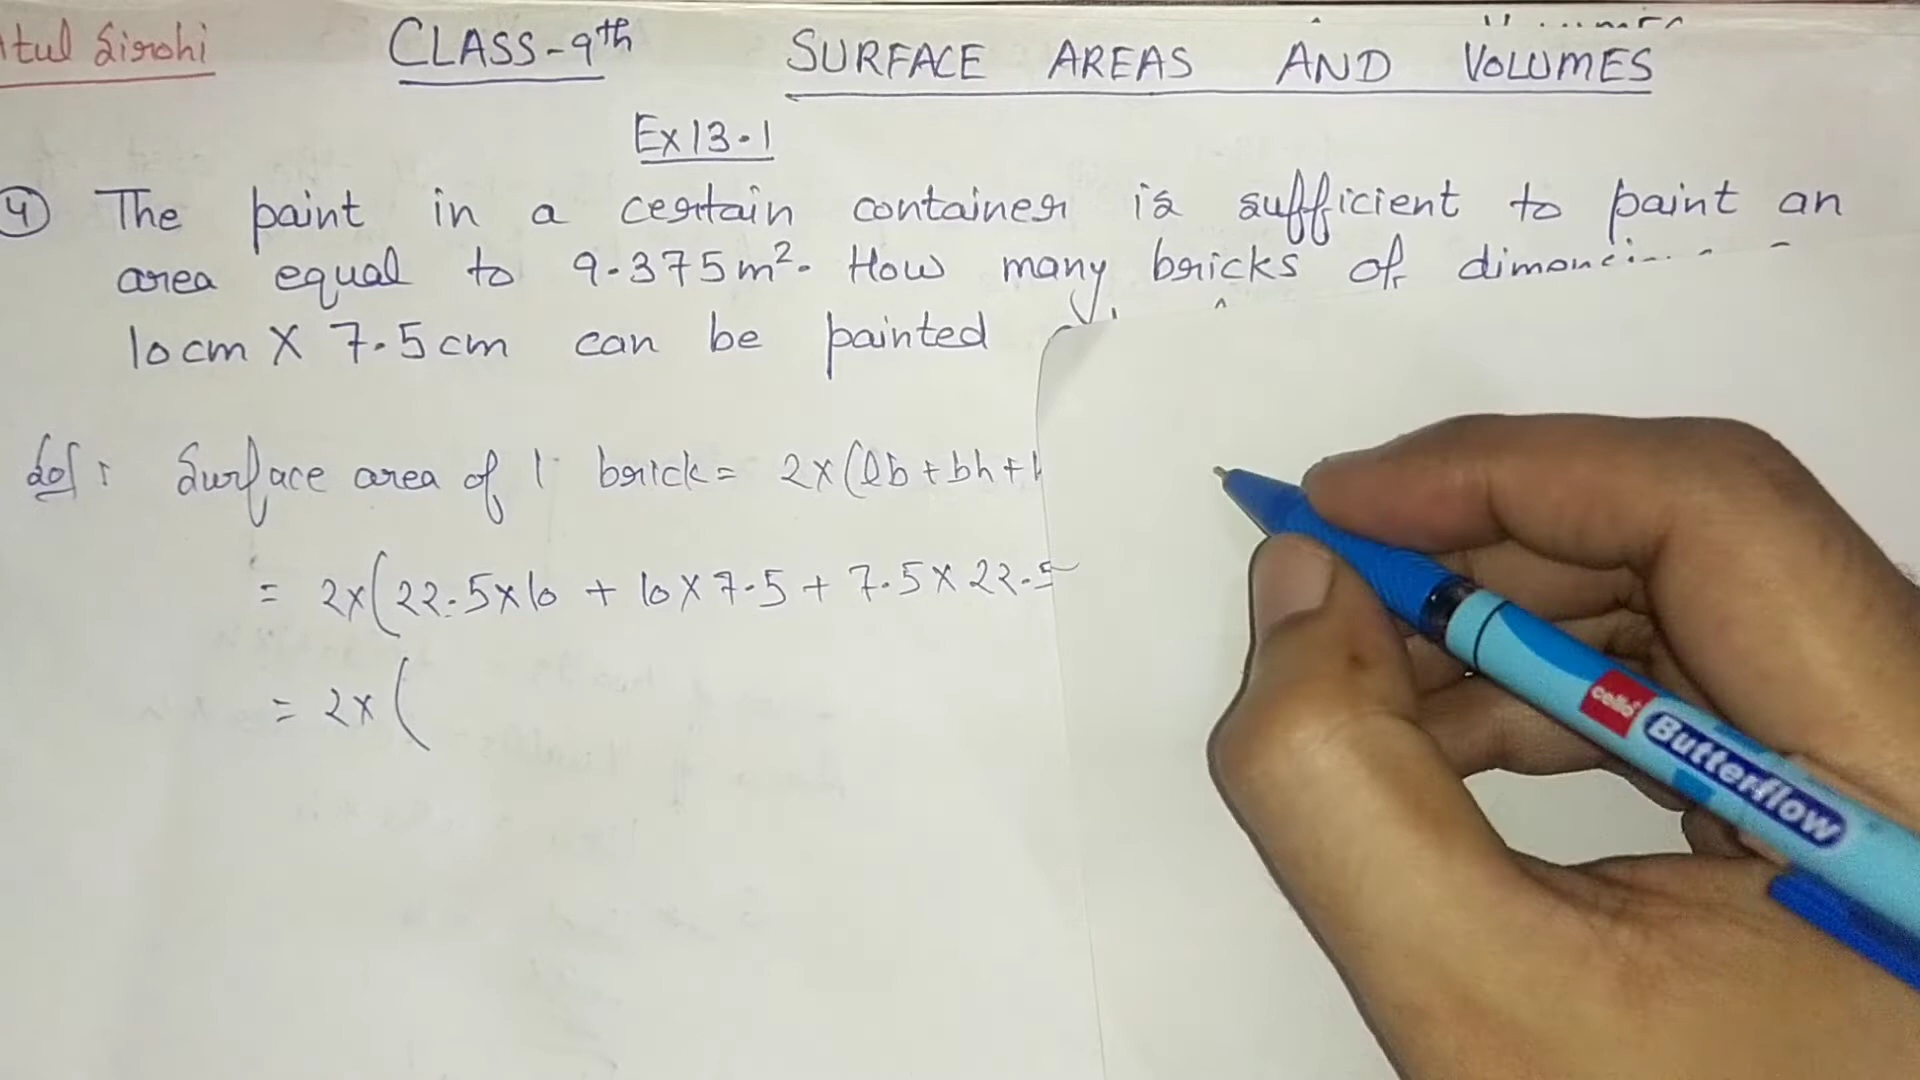 Atul Sirohi CLASS-9th SURFACE AREAS AND VOLUMES
Ex 13.1
4 The paint in a certain container is sufficient to paint an
area equal to 9.375m². How many bricks of
10cm X 7.5cm can be painted
Sol: Surface area of 1 brick = 2x(lb + bh +
= 2x(22.5x10 + 10x7.5 + 7.5x22.5
= 2x(
cello Butterflow